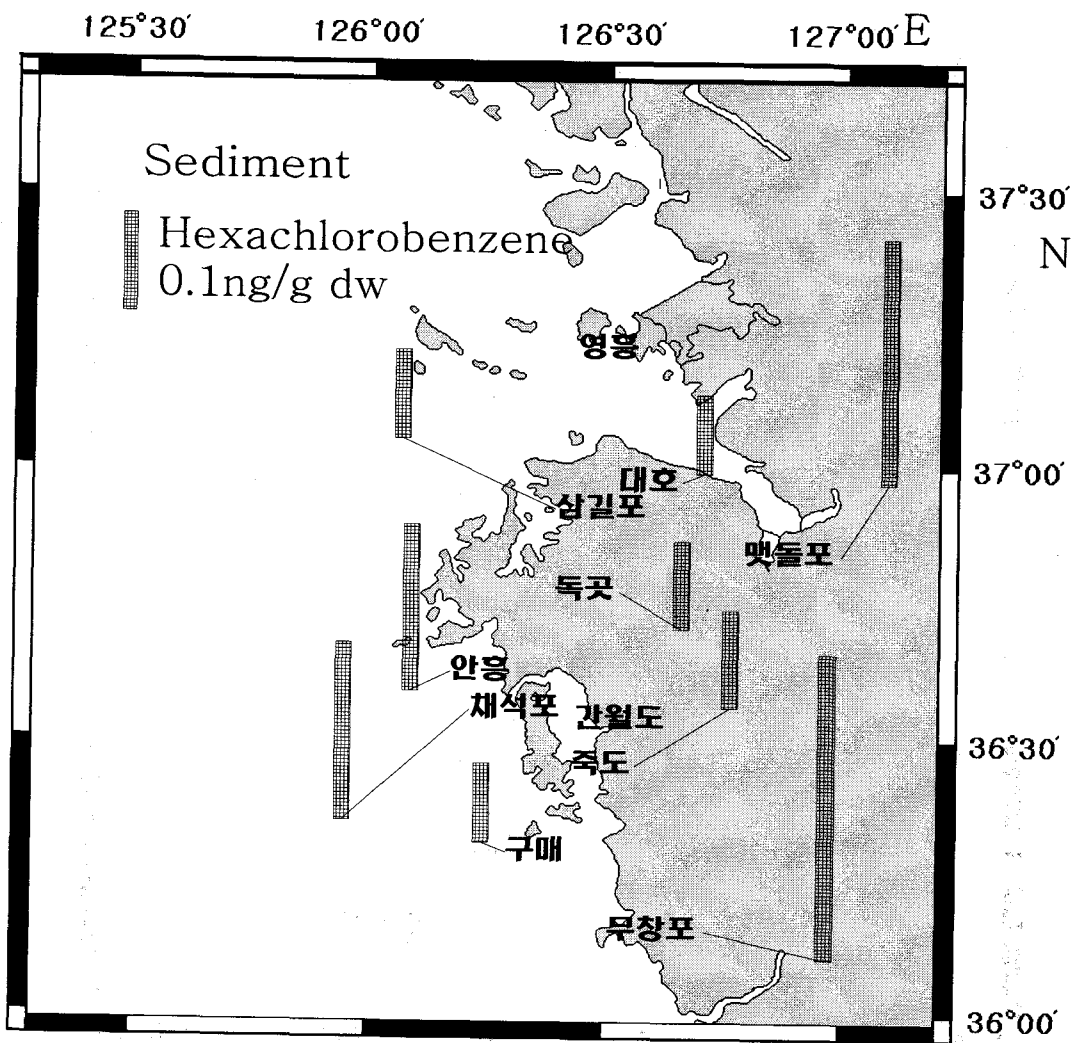 125°30′ 126°00′ 126°30′ 127°00′ E
Sediment
37°30′
Hexachlorobenzene
N
0.1ng/g dw
영흥
37°00′
대호
삼길포
맷돌포
독곶
안흥
채석포
간월도
36°30′
죽도
구매
무창포
36°00′